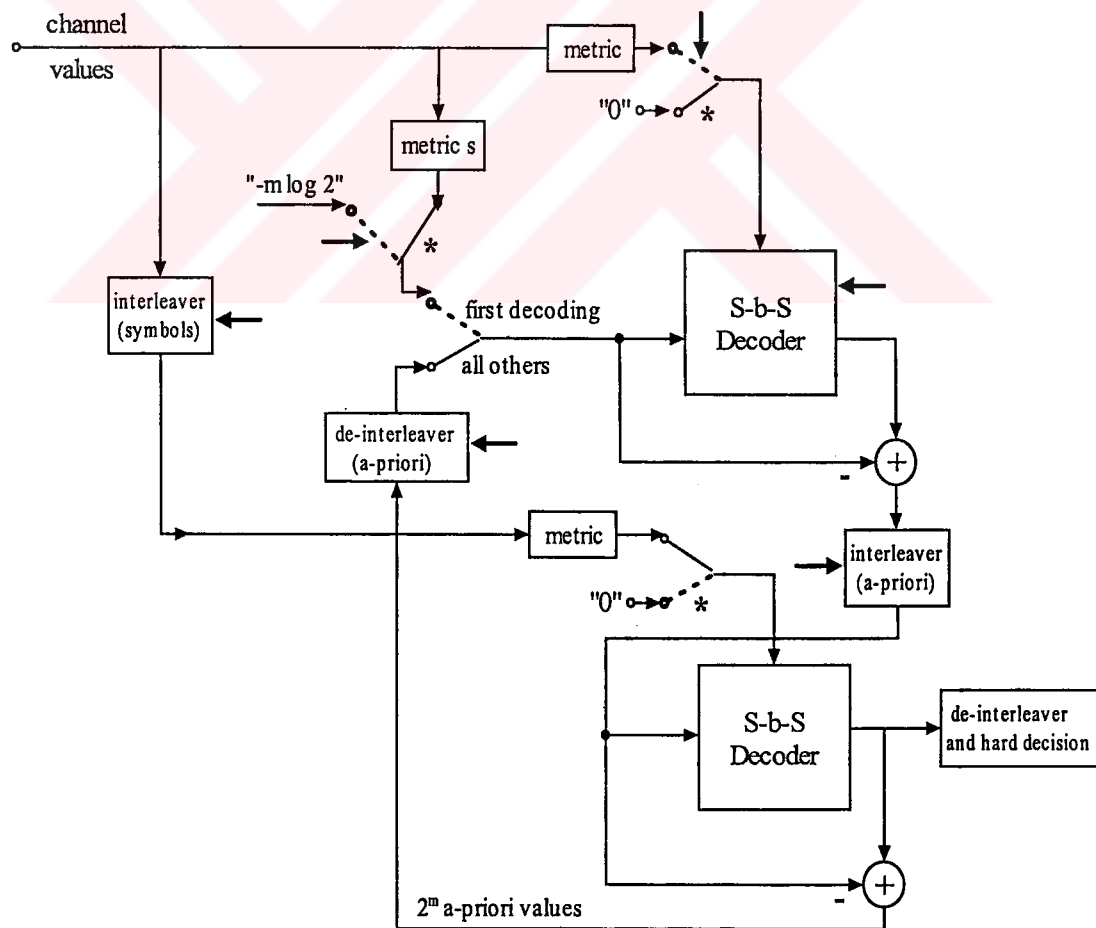 channel
values
metric
"0"
*
metric s
"-m log 2"
*
interleaver
(symbols)
first decoding
all others
S-b-S
Decoder
de-interleaver
(a-priori)
+
-
metric
interleaver
(a-priori)
"0"
*
S-b-S
Decoder
de-interleaver
and hard decision
+
-
2ᵐ a-priori values